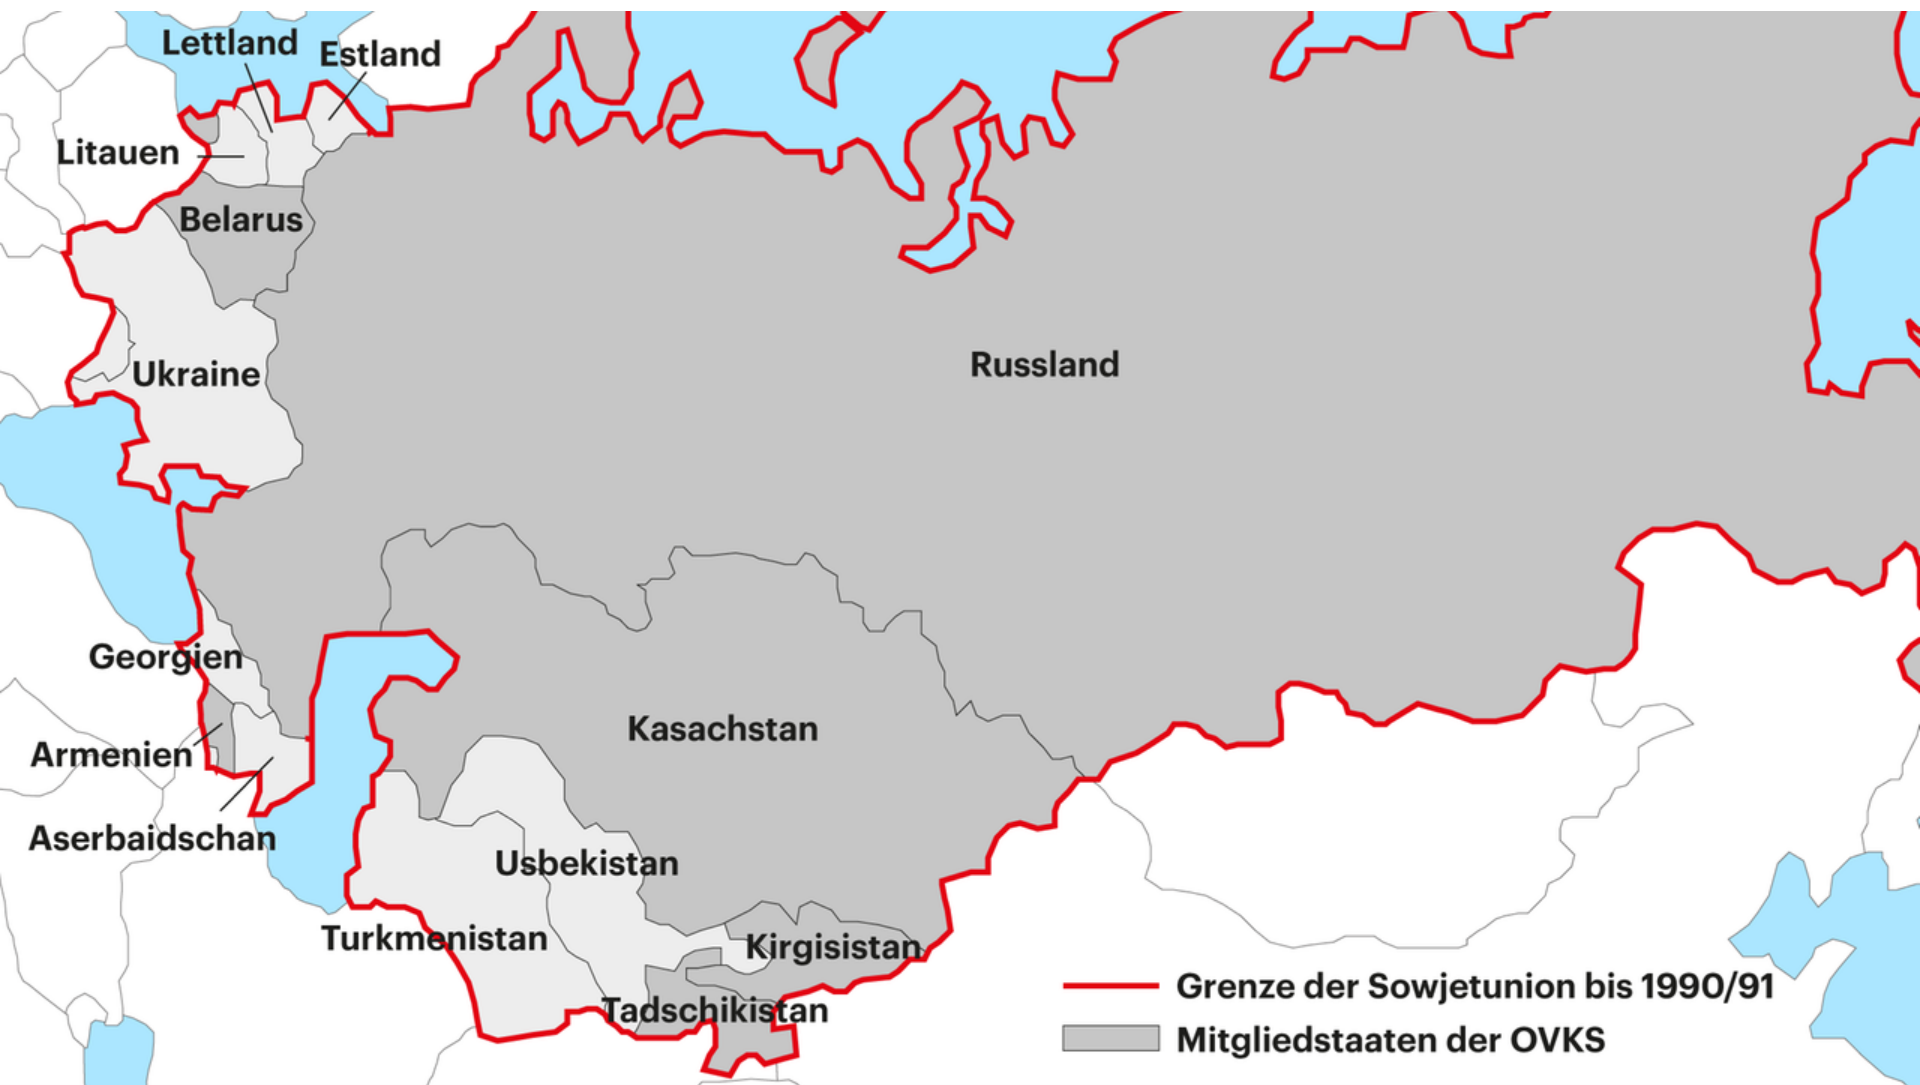 Lettland
Estland
Litauen
Belarus
Russland
Ukraine
Georgien
Kasachstan
Armenien
Aserbaidschan
Usbekistan
Turkmenistan
Kirgisistan
Tadschikistan
Grenze der Sowjetunion bis 1990/91
Mitgliedstaaten der OVKS